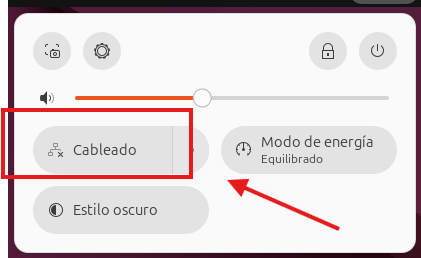 Cableado
Modo de energía
Equilibrado
Estilo oscuro